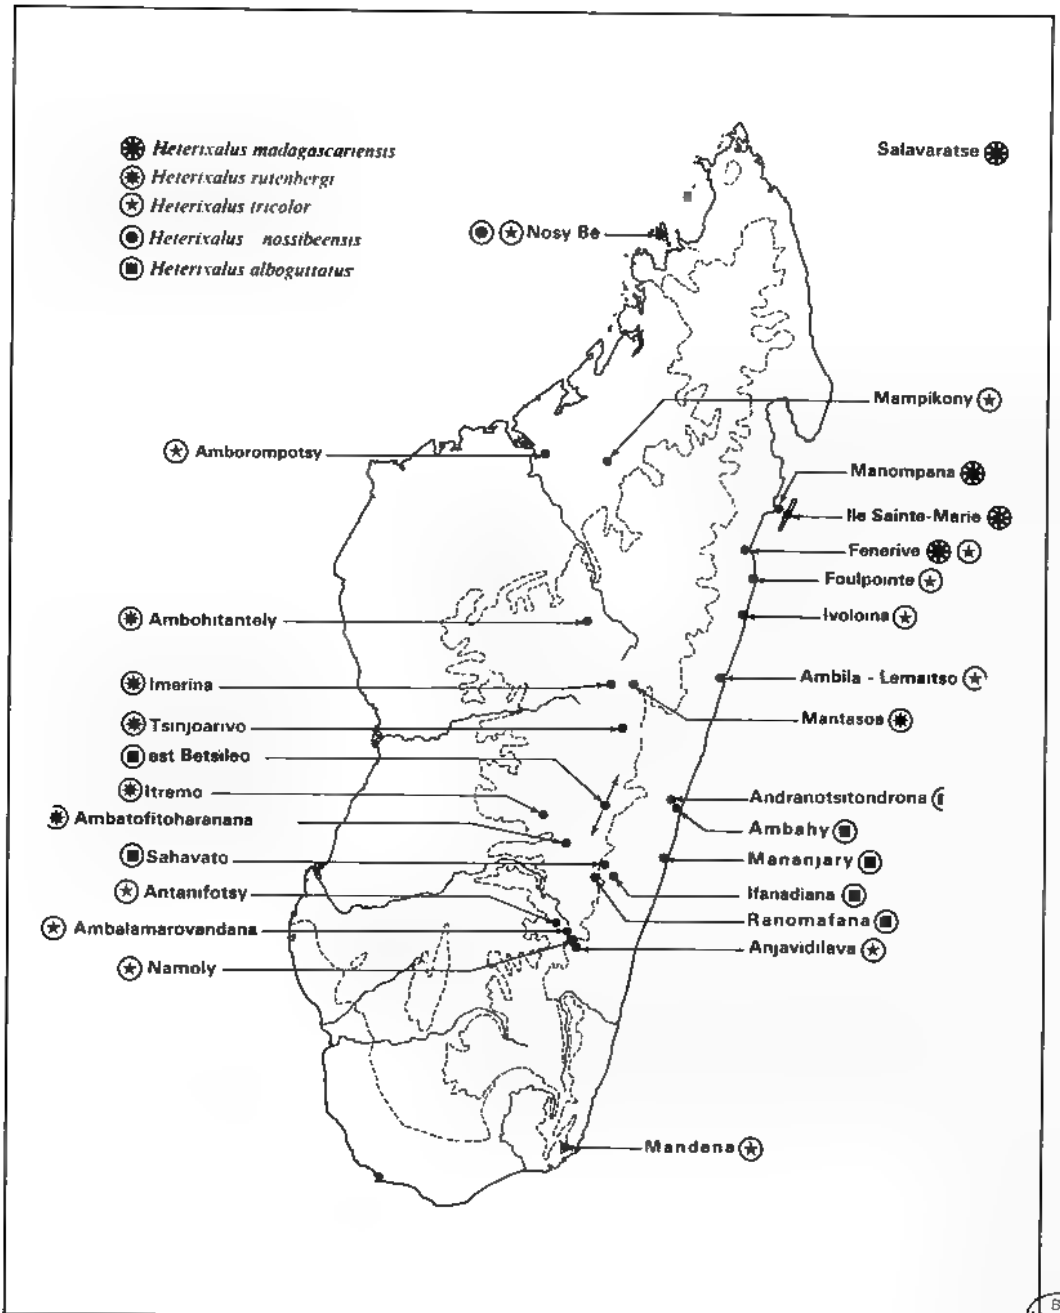 Heterixalus madagascariensis
Heterixalus rutenbergi
Heterixalus tricolor
Heterixalus nossibeensis
Heterixalus alboguttatus
Salavaratse
Nosy Be
Mampikony
Amborompotsy
Manompana
Ile Sainte-Marie
Fenerive
Foulpointe
Ivoloina
Ambohitantely
Ambila - Lemaitso
Imerina
Mantasoa
Tsinjoarivo
est Betsileo
Itremo
Andranotsitondrona
Ambatofitoharanana
Ambahy
Sahavato
Mananjary
Antanifotsy
Ifanadiana
Ranomafana
Ambalamarovandana
Anjavidilava
Namoly
Mandena
8